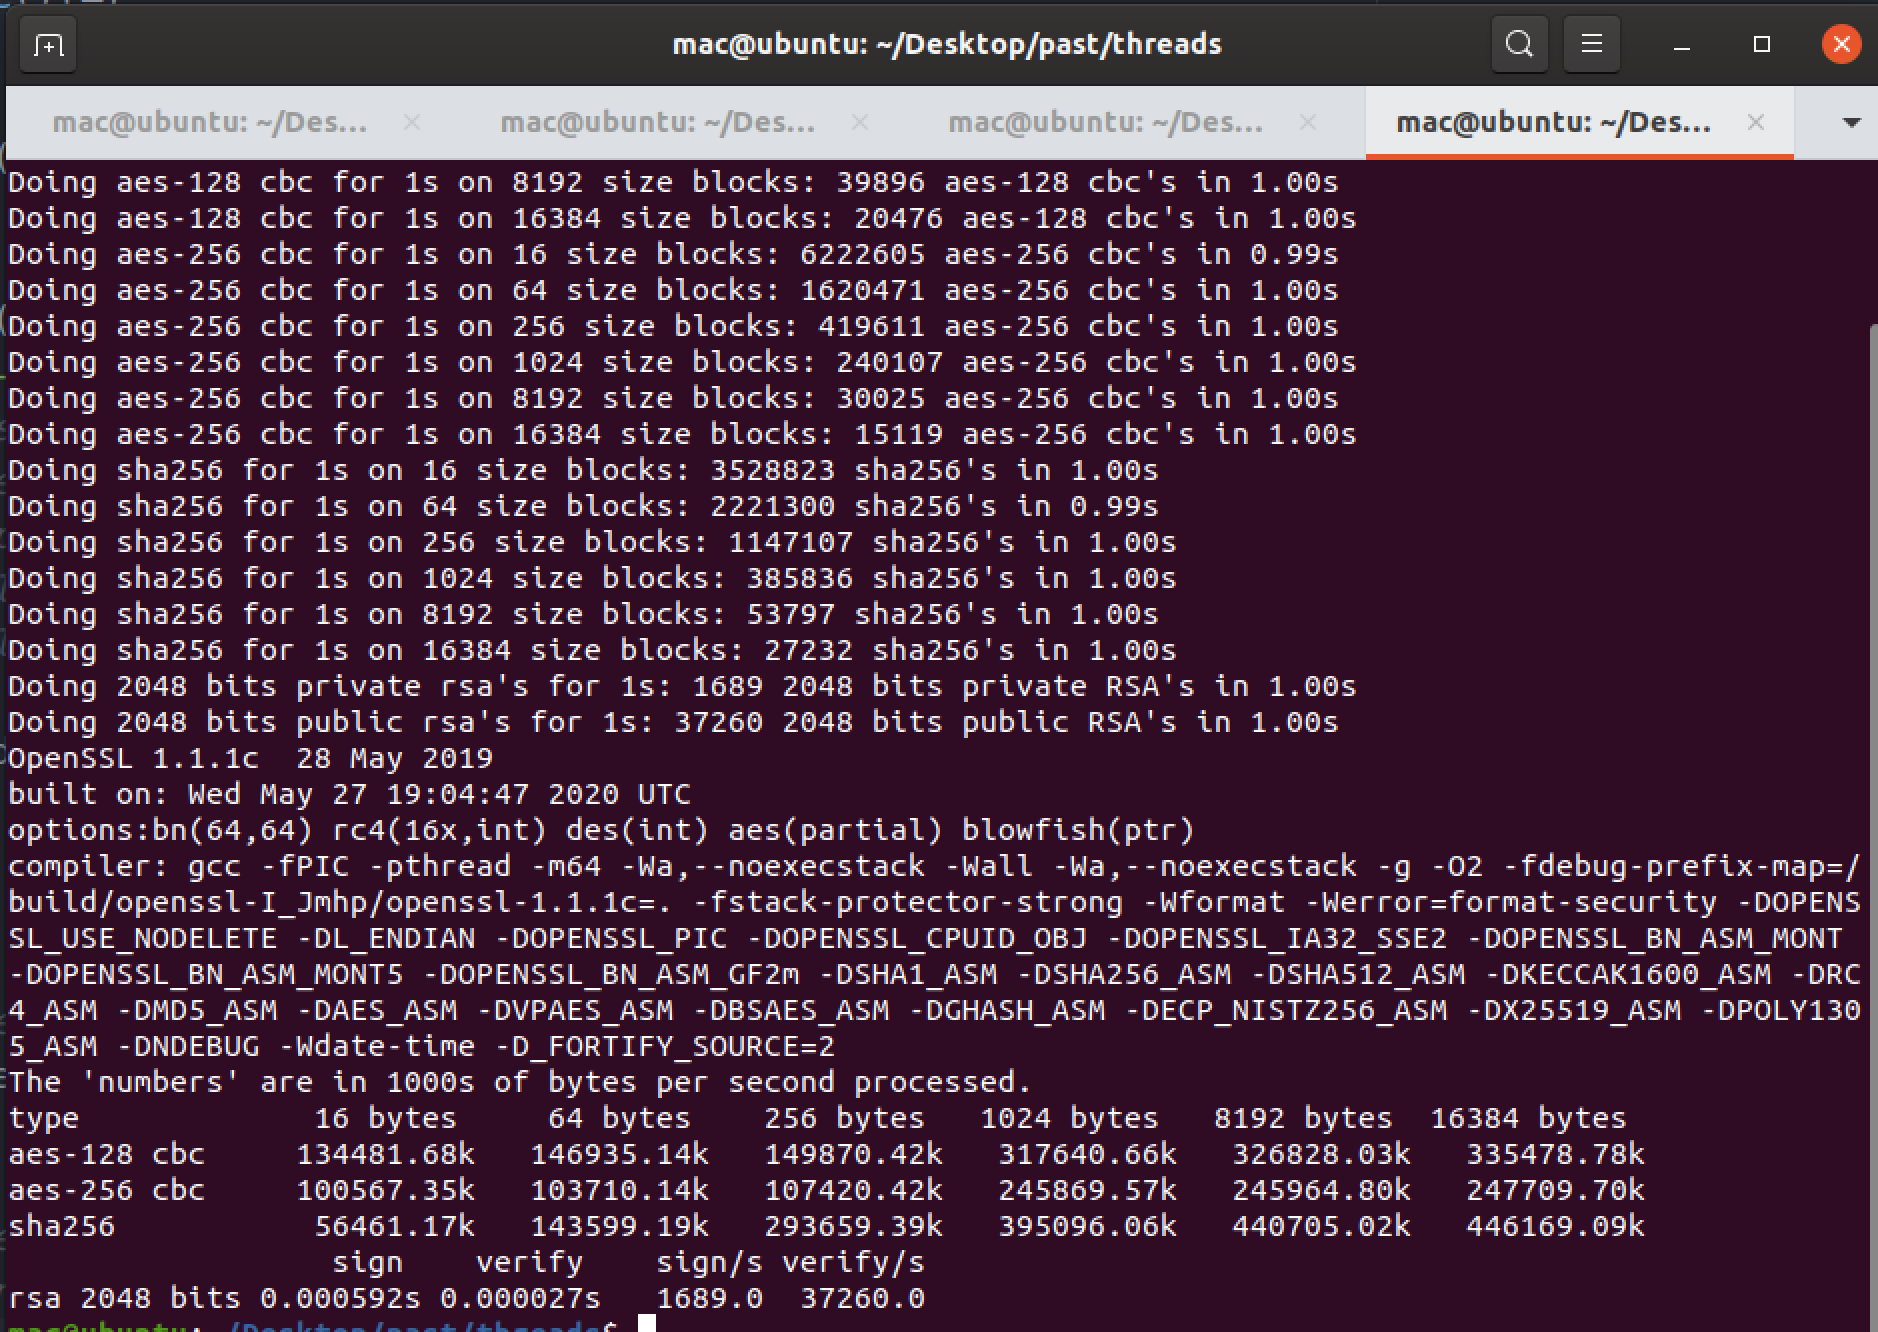 mac@ubuntu: ~/Desktop/past/threads
mac@ubuntu: ~/Des... mac@ubuntu: ~/Des... mac@ubuntu: ~/Des... mac@ubuntu: ~/Des...
Doing aes-128 cbc for 1s on 8192 size blocks: 39896 aes-128 cbc's in 1.00s
Doing aes-128 cbc for 1s on 16384 size blocks: 20476 aes-128 cbc's in 1.00s
Doing aes-256 cbc for 1s on 16 size blocks: 6222605 aes-256 cbc's in 0.99s
Doing aes-256 cbc for 1s on 64 size blocks: 1620471 aes-256 cbc's in 1.00s
Doing aes-256 cbc for 1s on 256 size blocks: 419611 aes-256 cbc's in 1.00s
Doing aes-256 cbc for 1s on 1024 size blocks: 240107 aes-256 cbc's in 1.00s
Doing aes-256 cbc for 1s on 8192 size blocks: 30025 aes-256 cbc's in 1.00s
Doing aes-256 cbc for 1s on 16384 size blocks: 15119 aes-256 cbc's in 1.00s
Doing sha256 for 1s on 16 size blocks: 3528823 sha256's in 1.00s
Doing sha256 for 1s on 64 size blocks: 2221300 sha256's in 0.99s
Doing sha256 for 1s on 256 size blocks: 1147107 sha256's in 1.00s
Doing sha256 for 1s on 1024 size blocks: 385836 sha256's in 1.00s
Doing sha256 for 1s on 8192 size blocks: 53797 sha256's in 1.00s
Doing sha256 for 1s on 16384 size blocks: 27232 sha256's in 1.00s
Doing 2048 bits private rsa's for 1s: 1689 2048 bits private RSA's in 1.00s
Doing 2048 bits public rsa's for 1s: 37260 2048 bits public RSA's in 1.00s
OpenSSL 1.1.1c  28 May 2019
built on: Wed May 27 19:04:47 2020 UTC
options:bn(64,64) rc4(16x,int) des(int) aes(partial) blowfish(ptr)
compiler: gcc -fPIC -pthread -m64 -Wa,--noexecstack -Wall -Wa,--noexecstack -g -O2 -fdebug-prefix-map=/
build/openssl-I_Jmhp/openssl-1.1.1c=. -fstack-protector-strong -Wformat -Werror=format-security -DOPENS
SL_USE_NODELETE -DL_ENDIAN -DOPENSSL_PIC -DOPENSSL_CPUID_OBJ -DOPENSSL_IA32_SSE2 -DOPENSSL_BN_ASM_MONT
-DOPENSSL_BN_ASM_MONT5 -DOPENSSL_BN_ASM_GF2m -DSHA1_ASM -DSHA256_ASM -DSHA512_ASM -DKECCAK1600_ASM -DRC
4_ASM -DMD5_ASM -DAES_ASM -DVPAES_ASM -DBSAES_ASM -DGHASH_ASM -DECP_NISTZ256_ASM -DX25519_ASM -DPOLY130
5_ASM -DNDEBUG -Wdate-time -D_FORTIFY_SOURCE=2
The 'numbers' are in 1000s of bytes per second processed.
type             16 bytes     64 bytes    256 bytes   1024 bytes   8192 bytes  16384 bytes
aes-128 cbc     134481.68k   146935.14k   149870.42k   317640.66k   326828.03k   335478.78k
aes-256 cbc     100567.35k   103710.14k   107420.42k   245869.57k   245964.80k   247709.70k
sha256           56461.17k   143599.19k   293659.39k   395096.06k   440705.02k   446169.09k
                  sign    verify    sign/s verify/s
rsa 2048 bits 0.000592s 0.000027s   1689.0  37260.0
mac@ubuntu:~/Desktop/past/threads$